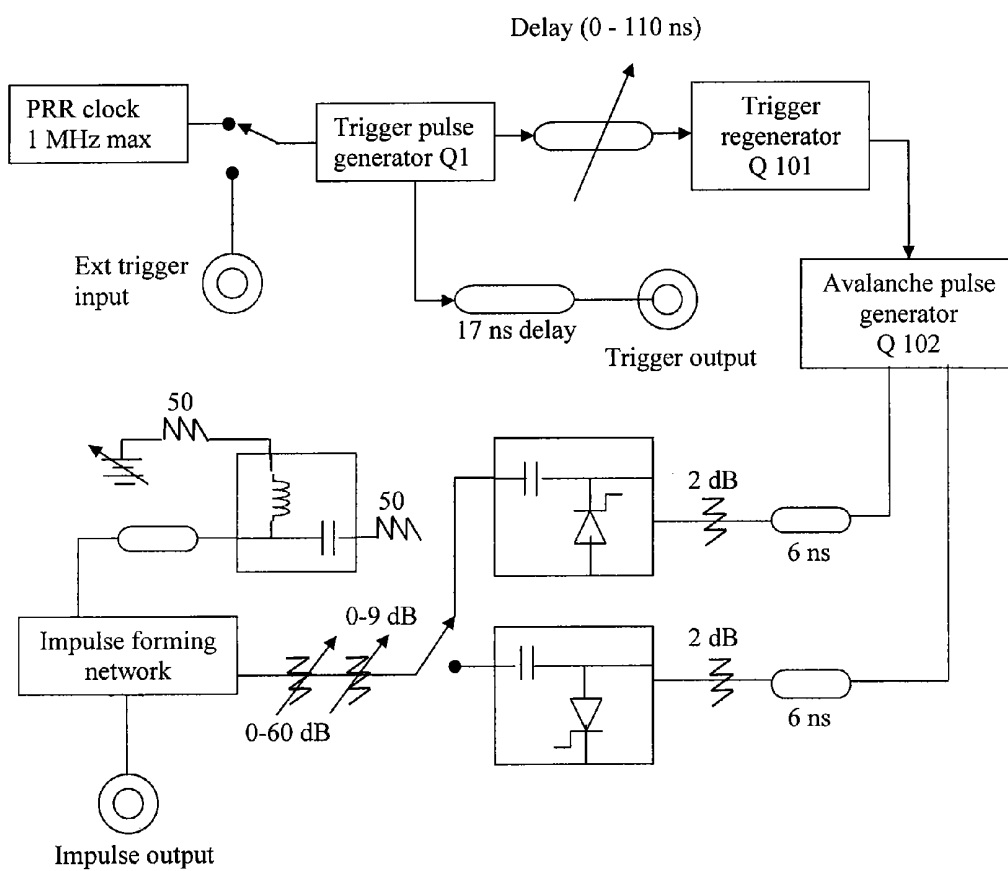 Delay (0 - 110 ns)
PRR clock
1 MHz max
Trigger pulse
generator Q1
Trigger
regenerator
Q 101
Ext trigger
input
17 ns delay
Trigger output
Avalanche pulse
generator
Q 102
50
50
2 dB
6 ns
0-9 dB
Impulse forming
network
0-60 dB
2 dB
6 ns
Impulse output